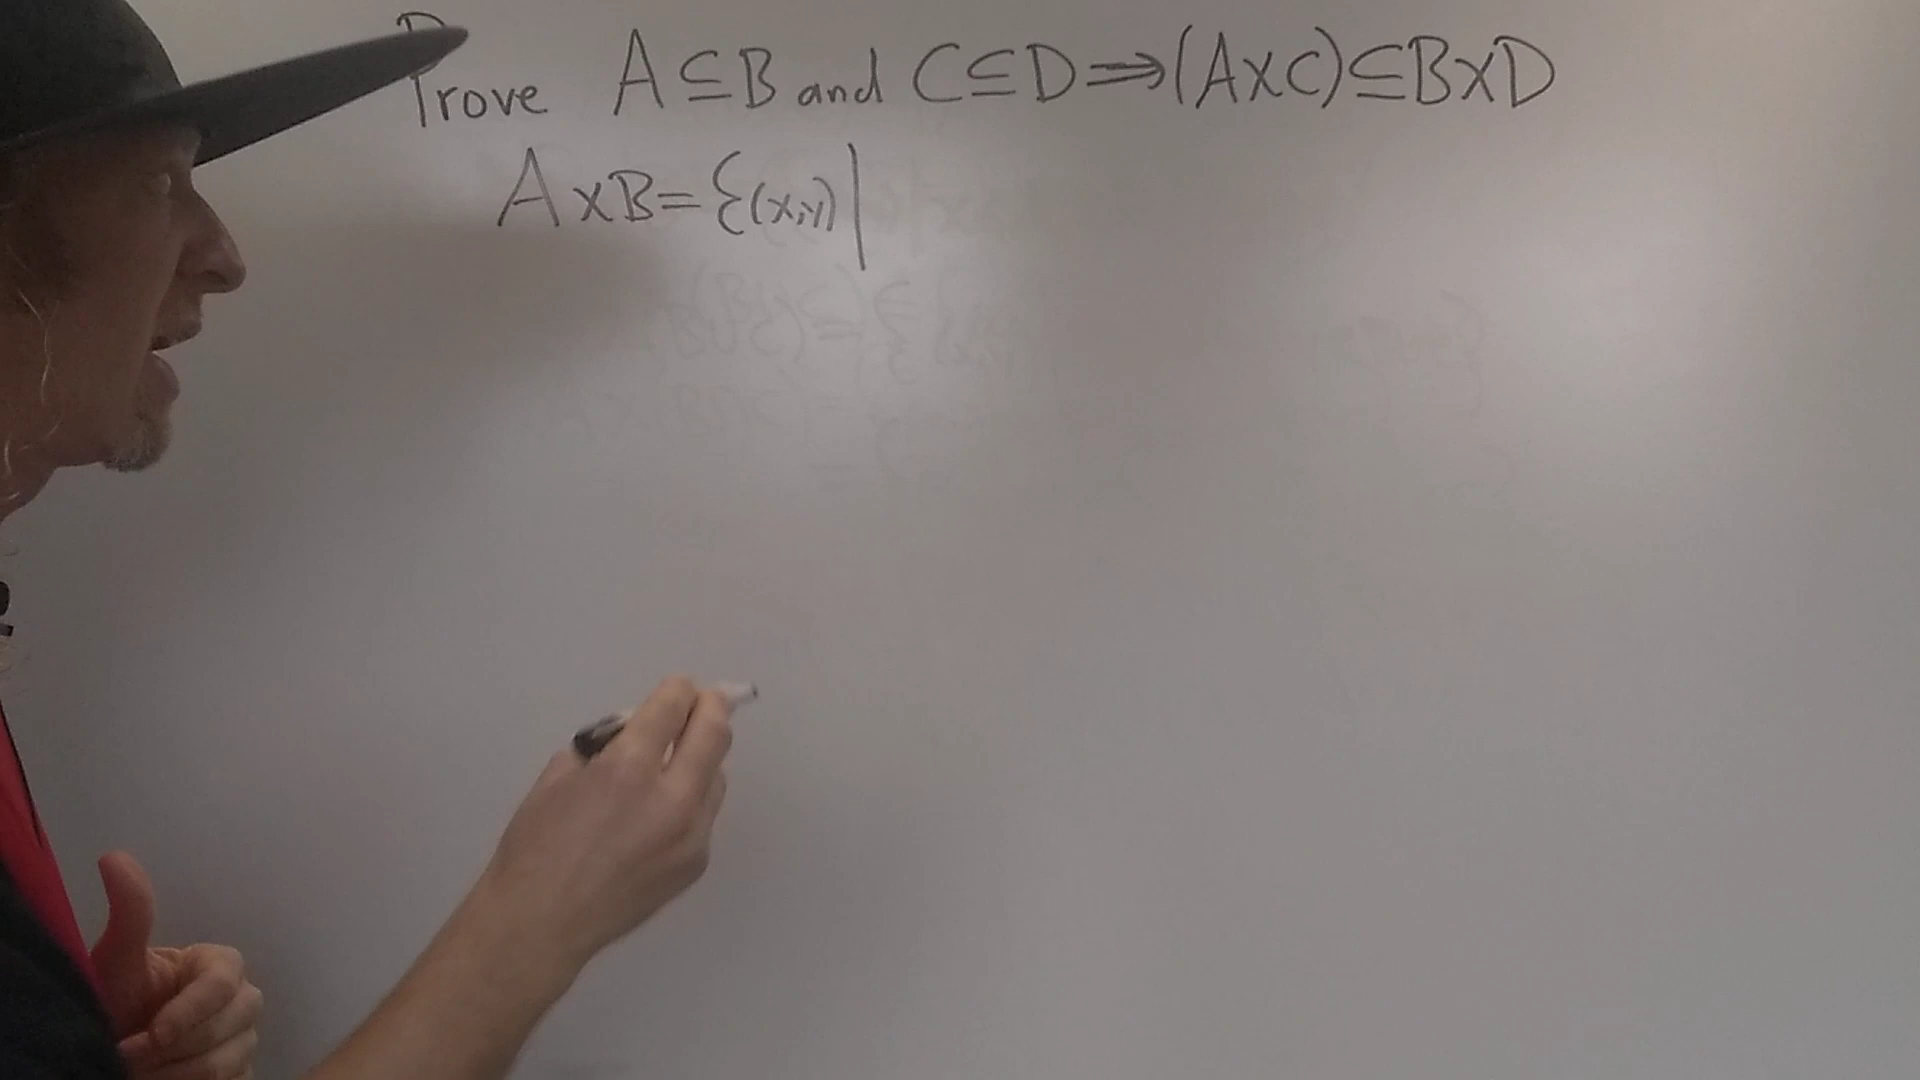 Prove A⊆B and C⊆D⇒(A×C)⊆B×D
A×B={(x,y)|